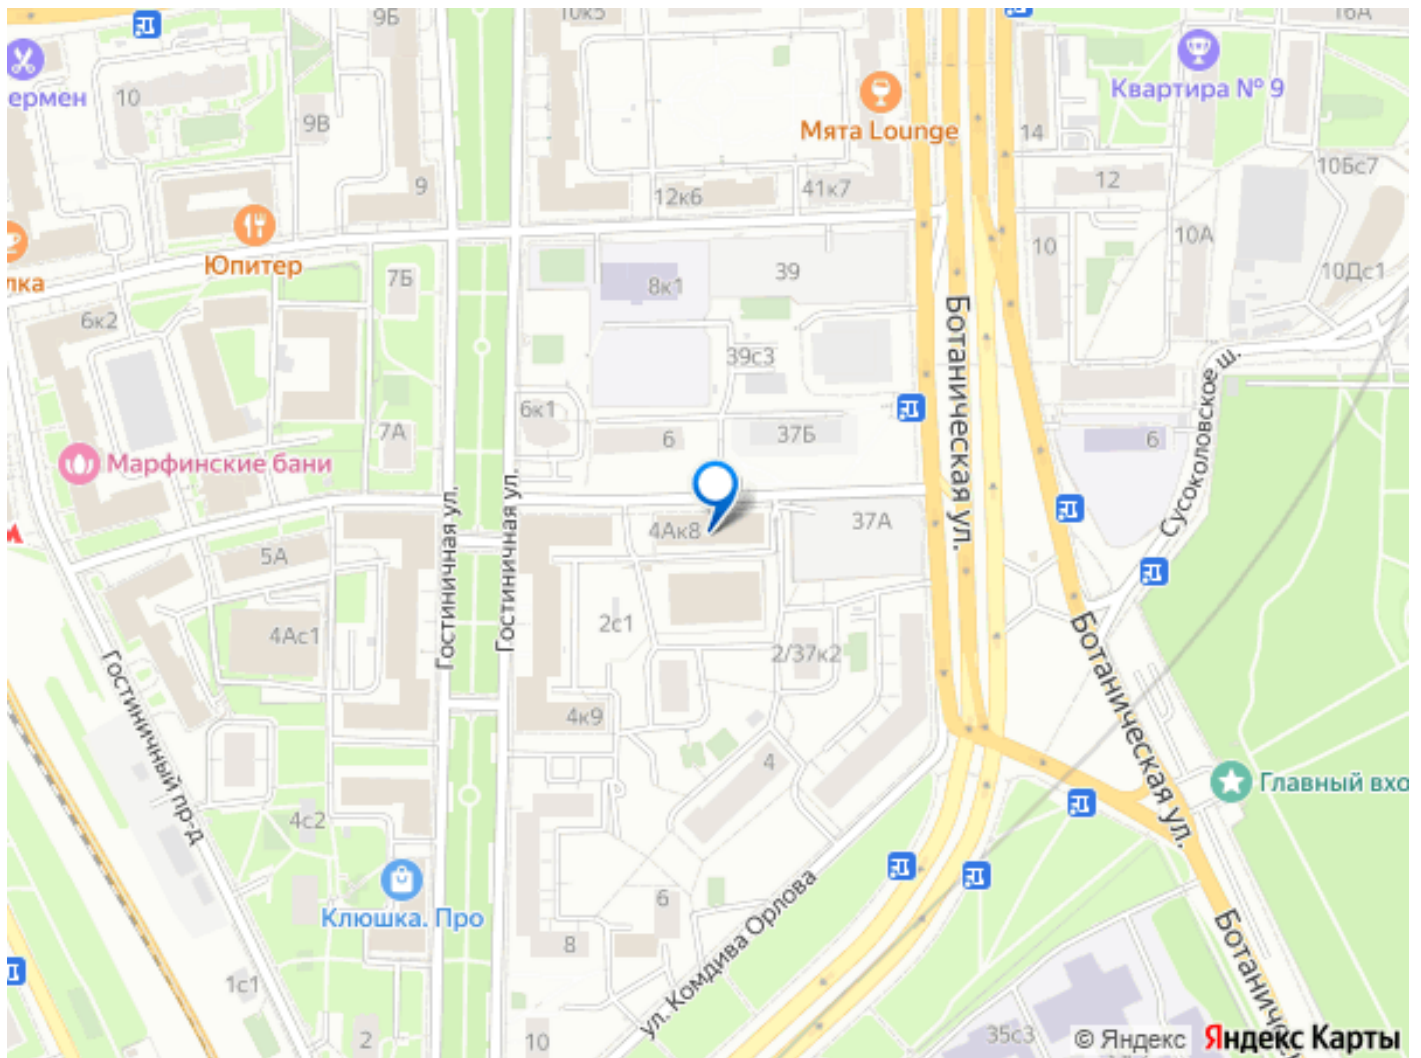 9Б
10к5
16А
Квартира № 9
ермен
10
9В
Мята Lounge
14
10Бс7
9
12к6
41к7
12
Юпитер
7Б
8к1
39
10
10А
10Дс1
лка
6к2
39с3
Ботаническая ул.
Сусоколовское ш.
6к1
7А
6
37Б
6
Марфинские бани
Гостиничная ул.
Гостиничная ул.
4Ак8
37А
5А
4Ас1
2с1
2/37к2
Ботаническая ул.
Гостиничный пр-д
4к9
4
Главный вхо
4с2
Клюшка. Про
6
8
ул. Комдива Орлова
Ботаничес
1с1
2
10
35с3
© Яндекс Яндекс Карты